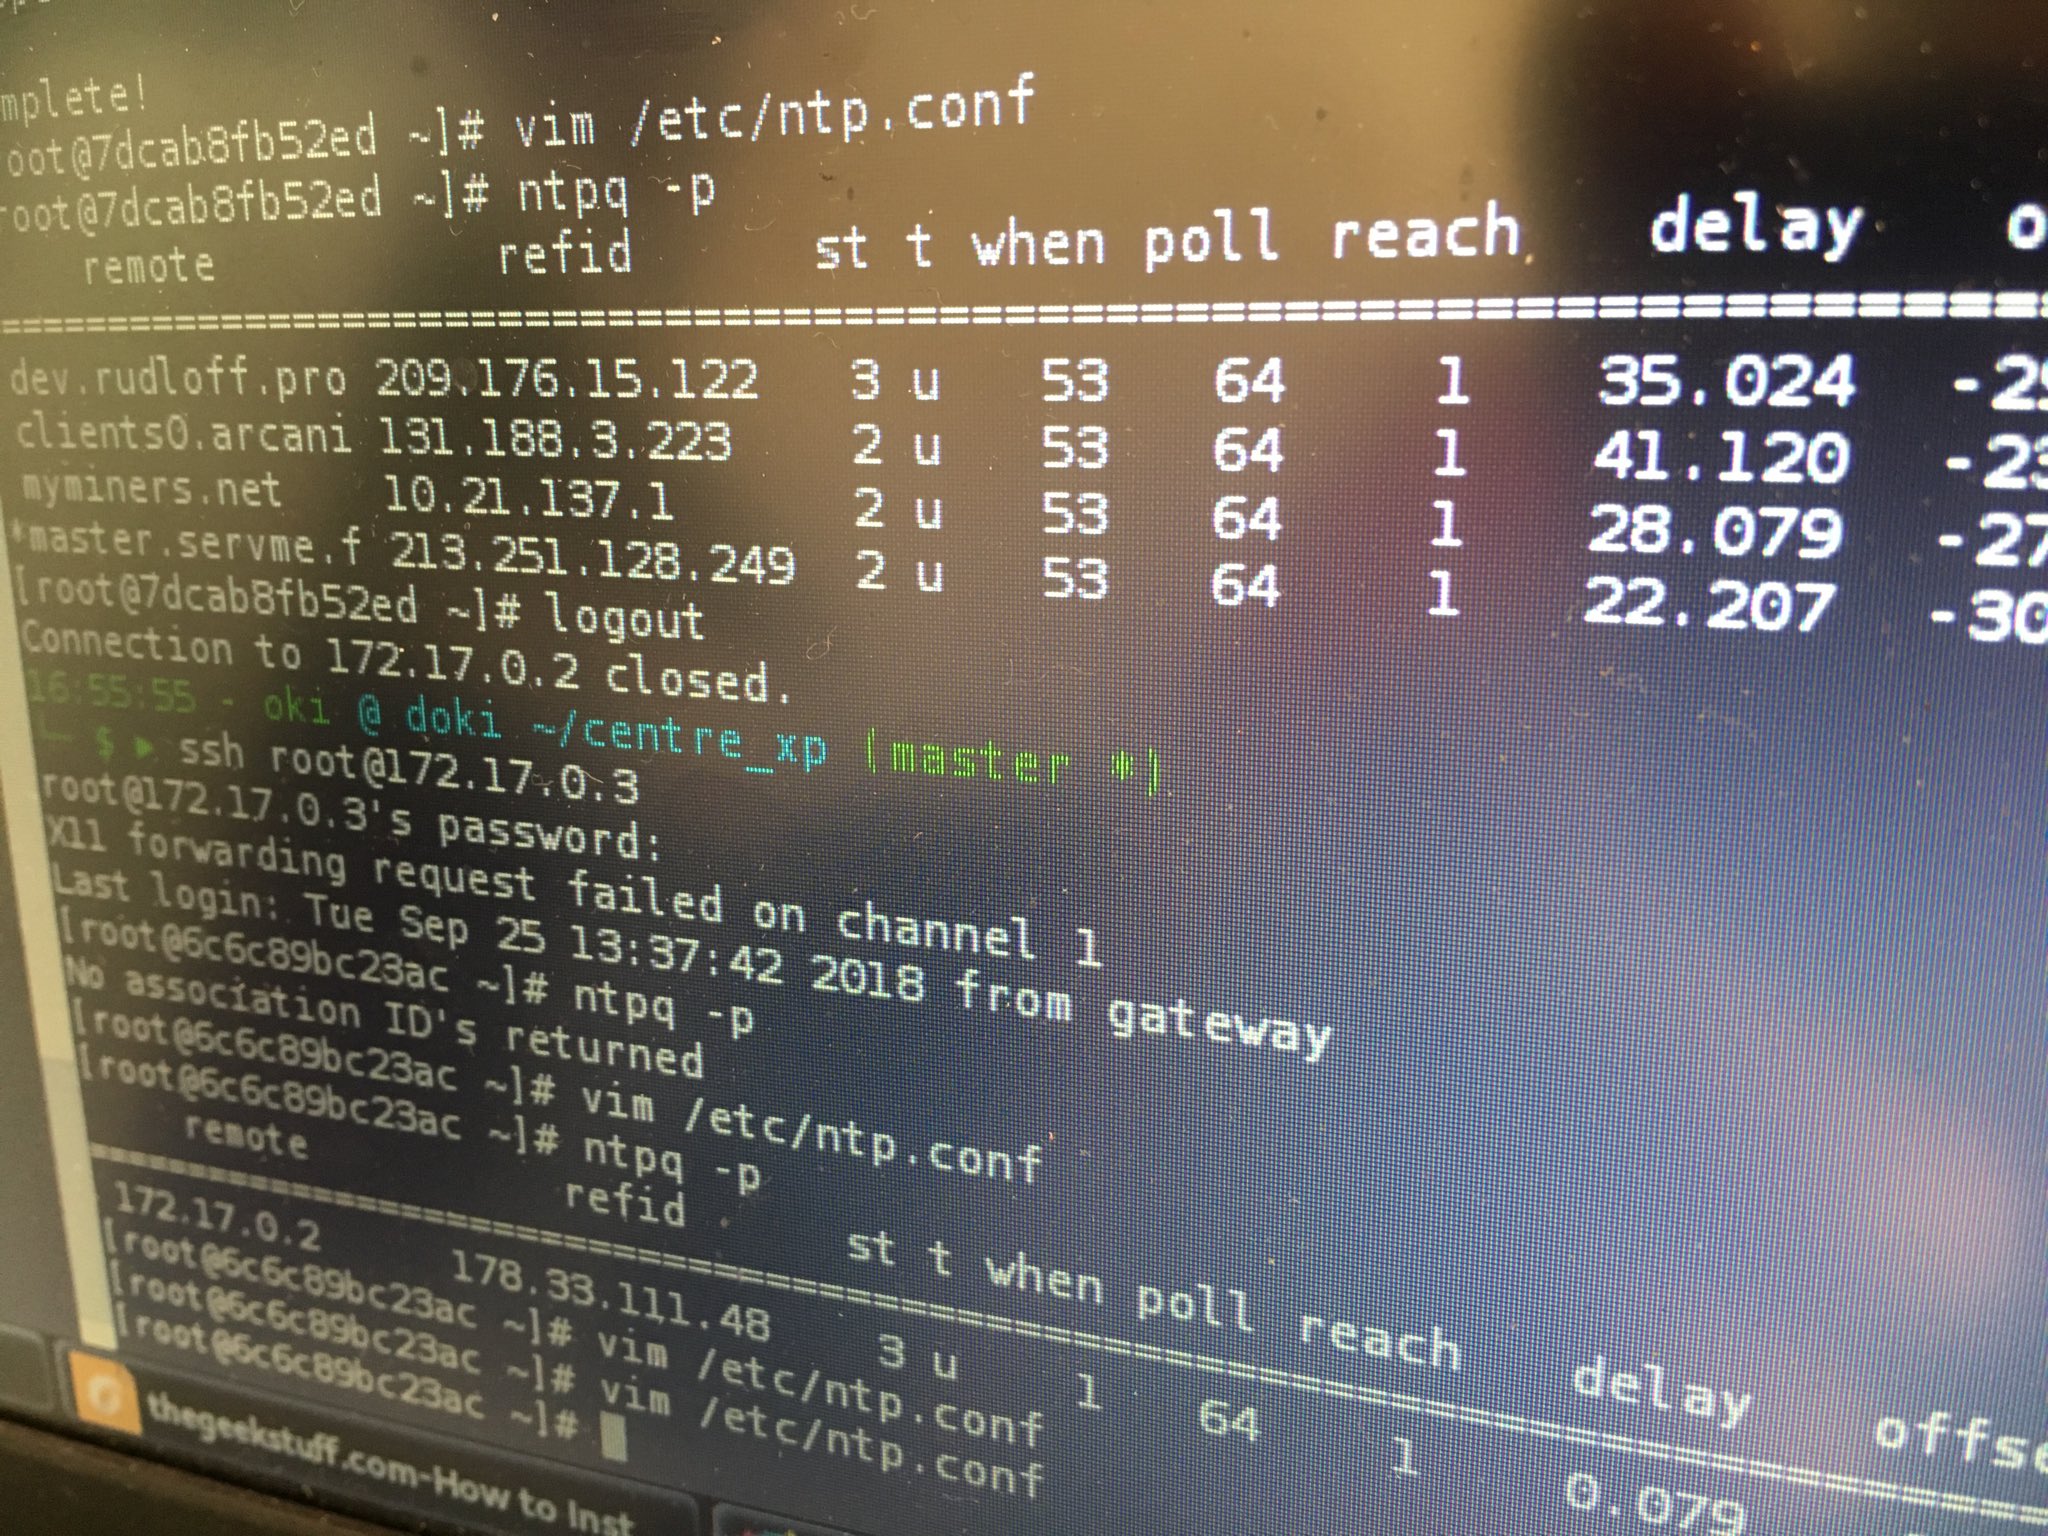 mplete!
root@7dcab8fb52ed ~]# vim /etc/ntp.conf
root@7dcab8fb52ed ~]# ntpq -p
remote refid st t when poll reach delay o
==============================================================================
dev.rudloff.pro 209.176.15.122 3 u 53 64 1 35.024 -29
clients0.arcani 131.188.3.223 2 u 53 64 1 41.120 -23
myminers.net 10.21.137.1 2 u 53 64 1 28.079 -27
*master.servme.f 213.251.128.249 2 u 53 64 1 22.207 -30
[root@7dcab8fb52ed ~]# logout
Connection to 172.17.0.2 closed.
16:55:55 - oki @ doki ~/centre_xp (master *)
└─ $ ▶ ssh root@172.17.0.3
root@172.17.0.3's password:
X11 forwarding request failed on channel 1
Last login: Tue Sep 25 13:37:42 2018 from gateway
[root@6c6c89bc23ac ~]# ntpq -p
No association ID's returned
[root@6c6c89bc23ac ~]# vim /etc/ntp.conf
[root@6c6c89bc23ac ~]# ntpq -p
remote refid st t when poll reach delay offse
==============================================================================
172.17.0.2 178.33.111.48 3 u 1 64 1 0.079
[root@6c6c89bc23ac ~]# vim /etc/ntp.conf
[root@6c6c89bc23ac ~]# vim /etc/ntp.conf
[root@6c6c89bc23ac ~]#
thegeekstuff.com-How to Inst